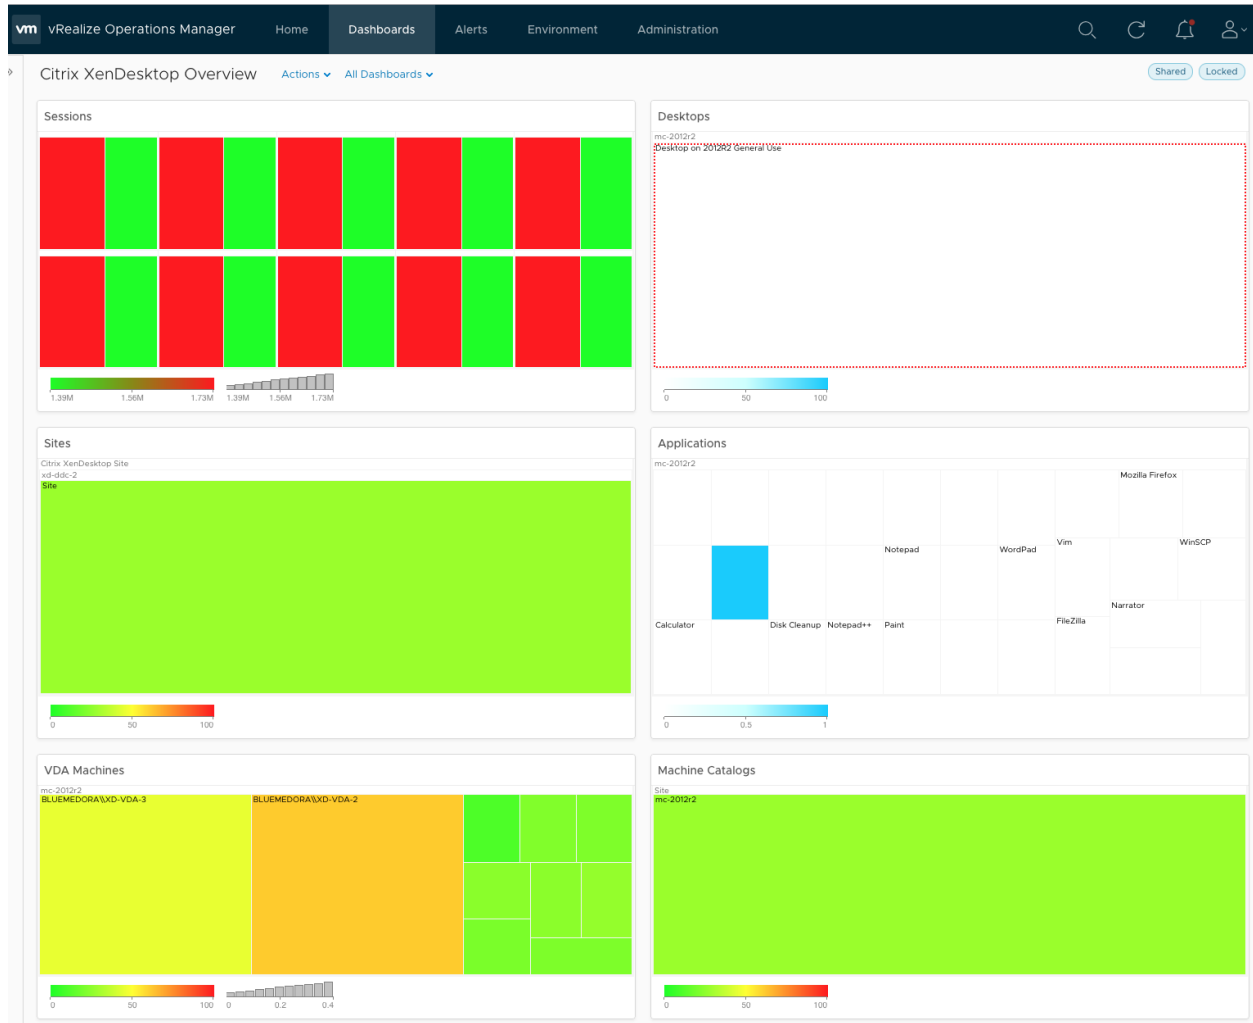 vm vRealize Operations Manager Home Dashboards Alerts Environment Administration
Citrix XenDesktop Overview Actions All Dashboards Shared Locked
Sessions
1.39M 1.56M 1.73M 1.39M 1.56M 1.73M
Desktops
mc-2012r2
Desktop on 2012R2 General Use
0 50 100
Sites
Citrix XenDesktop Site
xd-ddc-2
Site
0 50 100
Applications
mc-2012r2
Mozilla Firefox
Notepad WordPad Vim WinSCP
Narrator
Calculator Disk Cleanup Notepad++ Paint FileZilla
0 0.5 1
VDA Machines
mc-2012r2
BLUEMEDORA\\XD-VDA-3 BLUEMEDORA\\XD-VDA-2
0 50 100 0 0.2 0.4
Machine Catalogs
Site
mc-2012r2
0 50 100